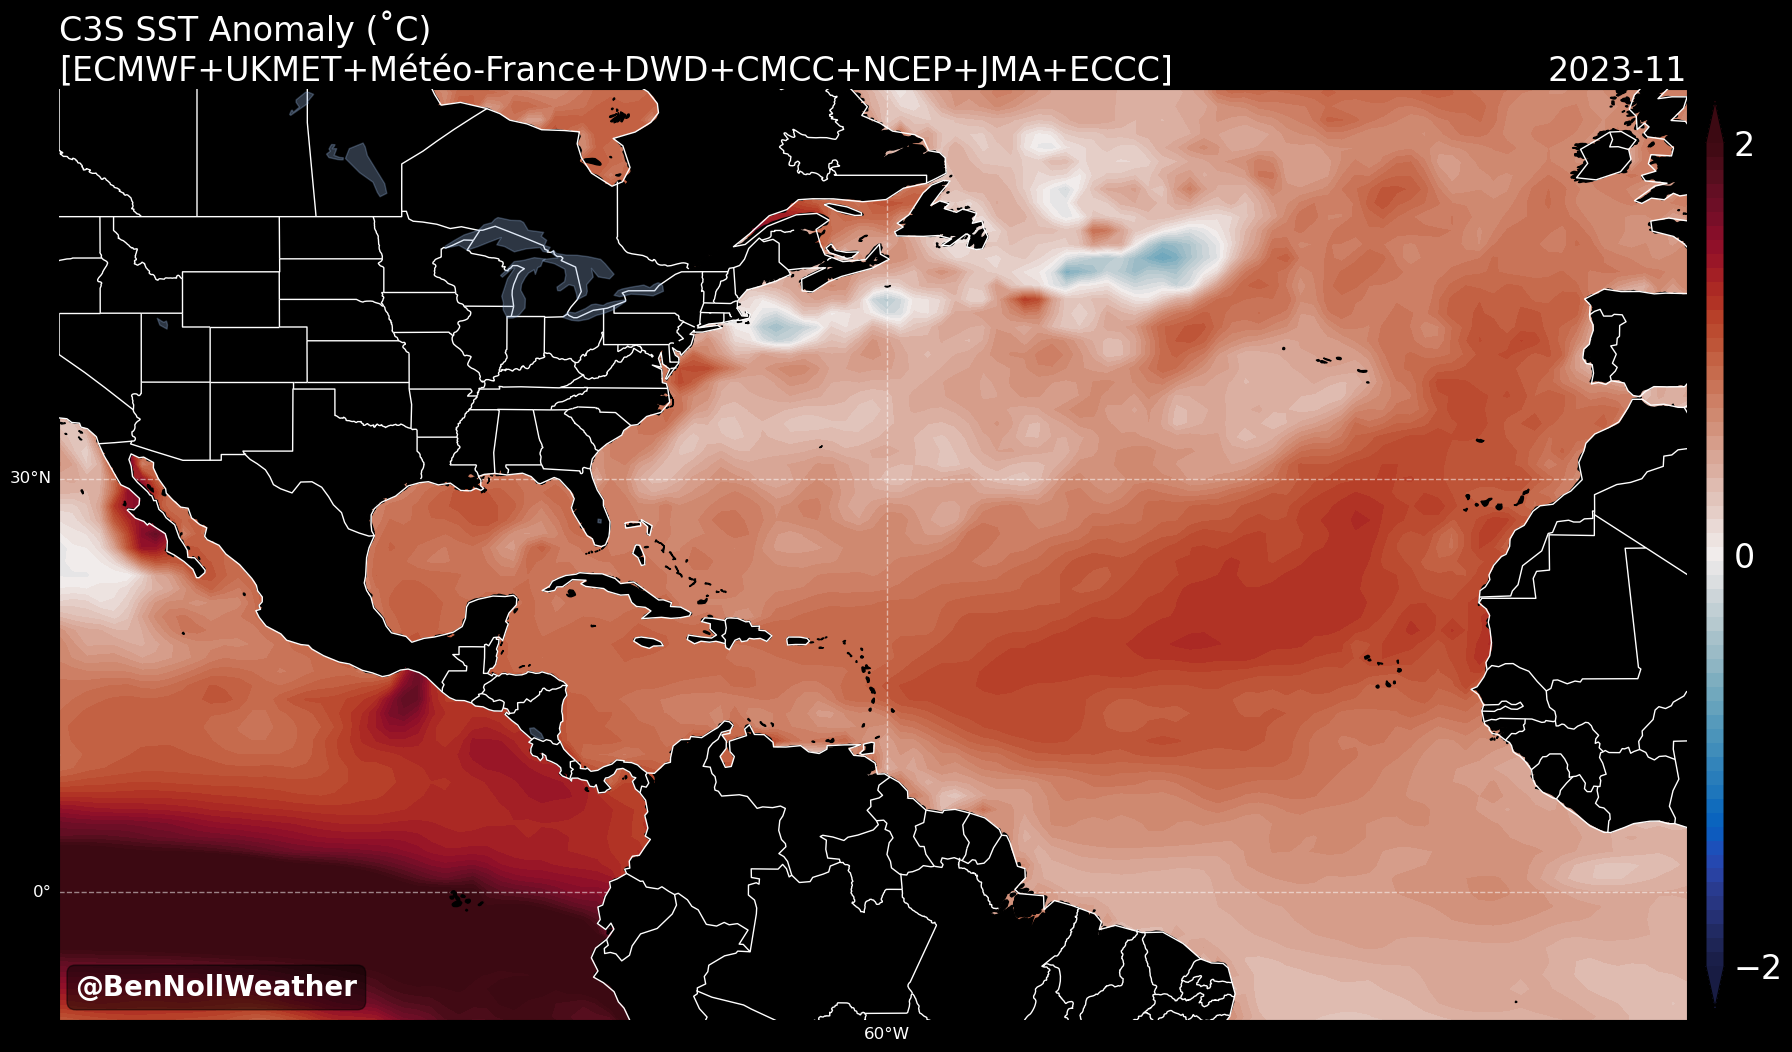 C3S SST Anomaly (˚C)
[ECMWF+UKMET+Météo-France+DWD+CMCC+NCEP+JMA+ECCC]
2023-11
2
0
−2
30°N
0°
60°W
@BenNollWeather